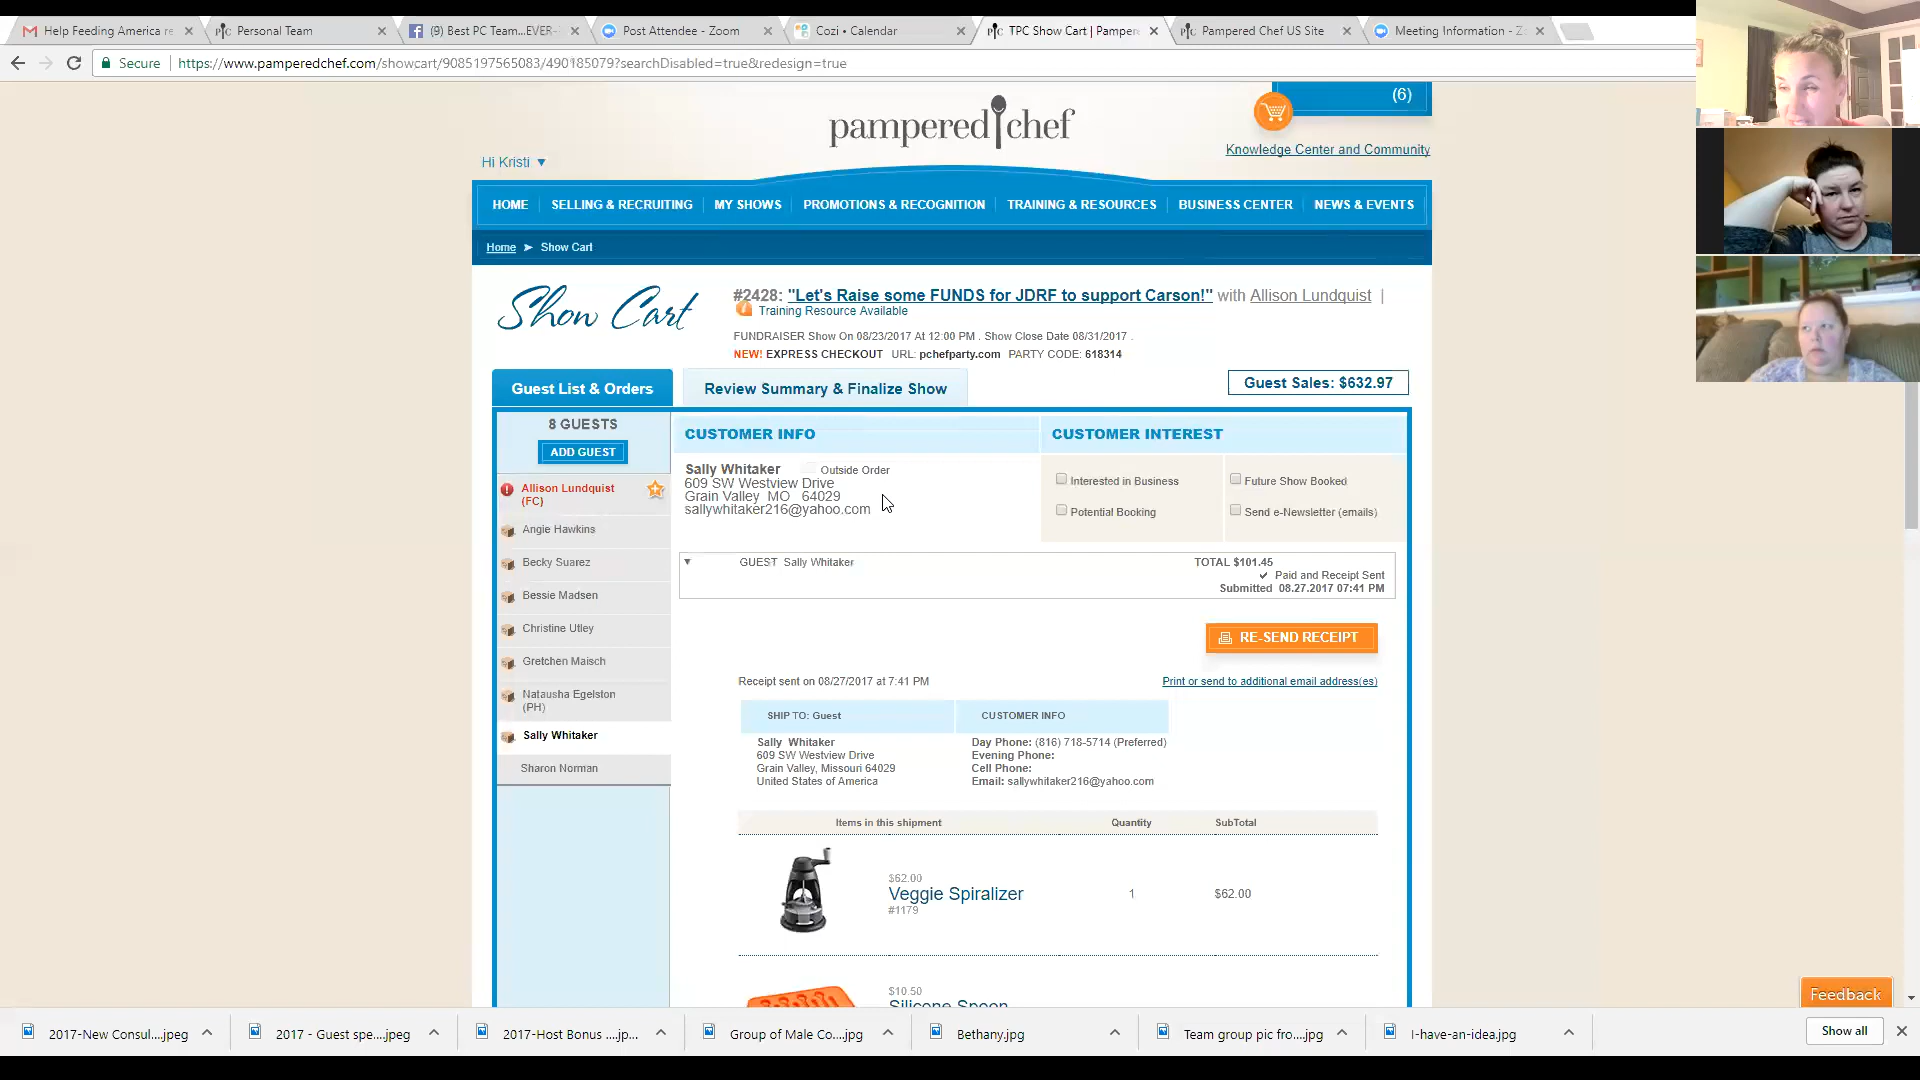 Help Feeding America re
Personal Team
(9) Best PC Team...EVER-
Post Attendee - Zoom
Cozi • Calendar
TPC Show Cart | Pampere
Pampered Chef US Site
Meeting Information - Z
Secure
https://www.pamperedchef.com/showcart/9085197565083/490185079?searchDisabled=true&redesign=true
(6)
pampered chef
Hi Kristi
Knowledge Center and Community
HOME
SELLING & RECRUITING
MY SHOWS
PROMOTIONS & RECOGNITION
TRAINING & RESOURCES
BUSINESS CENTER
NEWS & EVENTS
Home ► Show Cart
Show Cart
#2428: "Let's Raise some FUNDS for JDRF to support Carson!" with Allison Lundquist |
Training Resource Available
FUNDRAISER Show On 08/23/2017 At 12:00 PM . Show Close Date 08/31/2017 .
NEW! EXPRESS CHECKOUT URL: pchefparty.com PARTY CODE: 618314
Guest List & Orders
Review Summary & Finalize Show
Guest Sales: $632.97
8 GUESTS
ADD GUEST
Allison Lundquist
(FC)
Angie Hawkins
Becky Suarez
Bessie Madsen
Christine Utley
Gretchen Maisch
Natausha Egelston
(PH)
Sally Whitaker
Sharon Norman
CUSTOMER INFO
Sally Whitaker
Outside Order
609 SW Westview Drive
Grain Valley MO 64029
sallywhitaker216@yahoo.com
CUSTOMER INTEREST
Interested in Business
Future Show Booked
Potential Booking
Send e-Newsletter (emails)
GUEST Sally Whitaker
TOTAL $101.45
Paid and Receipt Sent
Submitted 08.27.2017 07:41 PM
RE-SEND RECEIPT
Receipt sent on 08/27/2017 at 7:41 PM
Print or send to additional email address(es)
SHIP TO: Guest
Sally Whitaker
609 SW Westview Drive
Grain Valley, Missouri 64029
United States of America
CUSTOMER INFO
Day Phone: (816) 718-5714 (Preferred)
Evening Phone:
Cell Phone:
Email: sallywhitaker216@yahoo.com
Items in this shipment
Quantity
SubTotal
$62.00
Veggie Spiralizer
#1179
1
$62.00
$10.50
Silicone Spoon
Feedback
2017-New Consul....jpeg
2017 - Guest spe....jpeg
2017-Host Bonus ....jp...
Group of Male Co....jpg
Bethany.jpg
Team group pic fro....jpg
I-have-an-idea.jpg
Show all